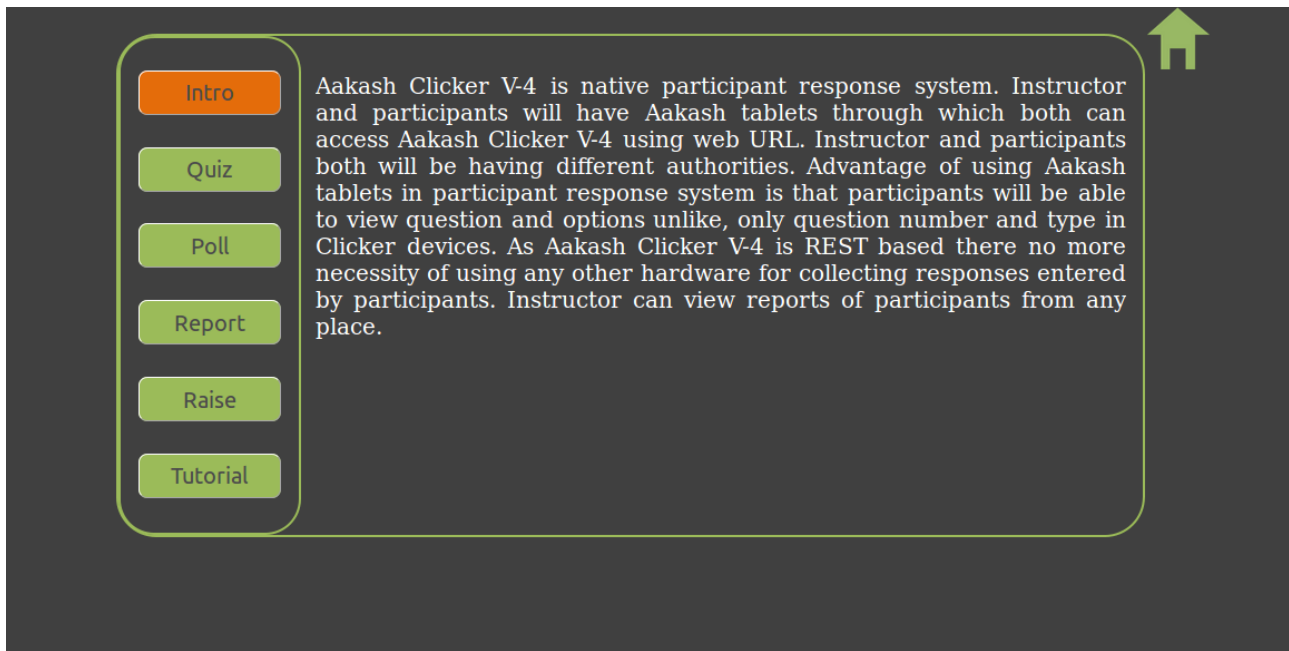 Intro
Quiz
Poll
Report
Raise
Tutorial
Aakash Clicker V-4 is native participant response system. Instructor
and participants will have Aakash tablets through which both can
access Aakash Clicker V-4 using web URL. Instructor and participants
both will be having different authorities. Advantage of using Aakash
tablets in participant response system is that participants will be able
to view question and options unlike, only question number and type in
Clicker devices. As Aakash Clicker V-4 is REST based there no more
necessity of using any other hardware for collecting responses entered
by participants. Instructor can view reports of participants from any
place.